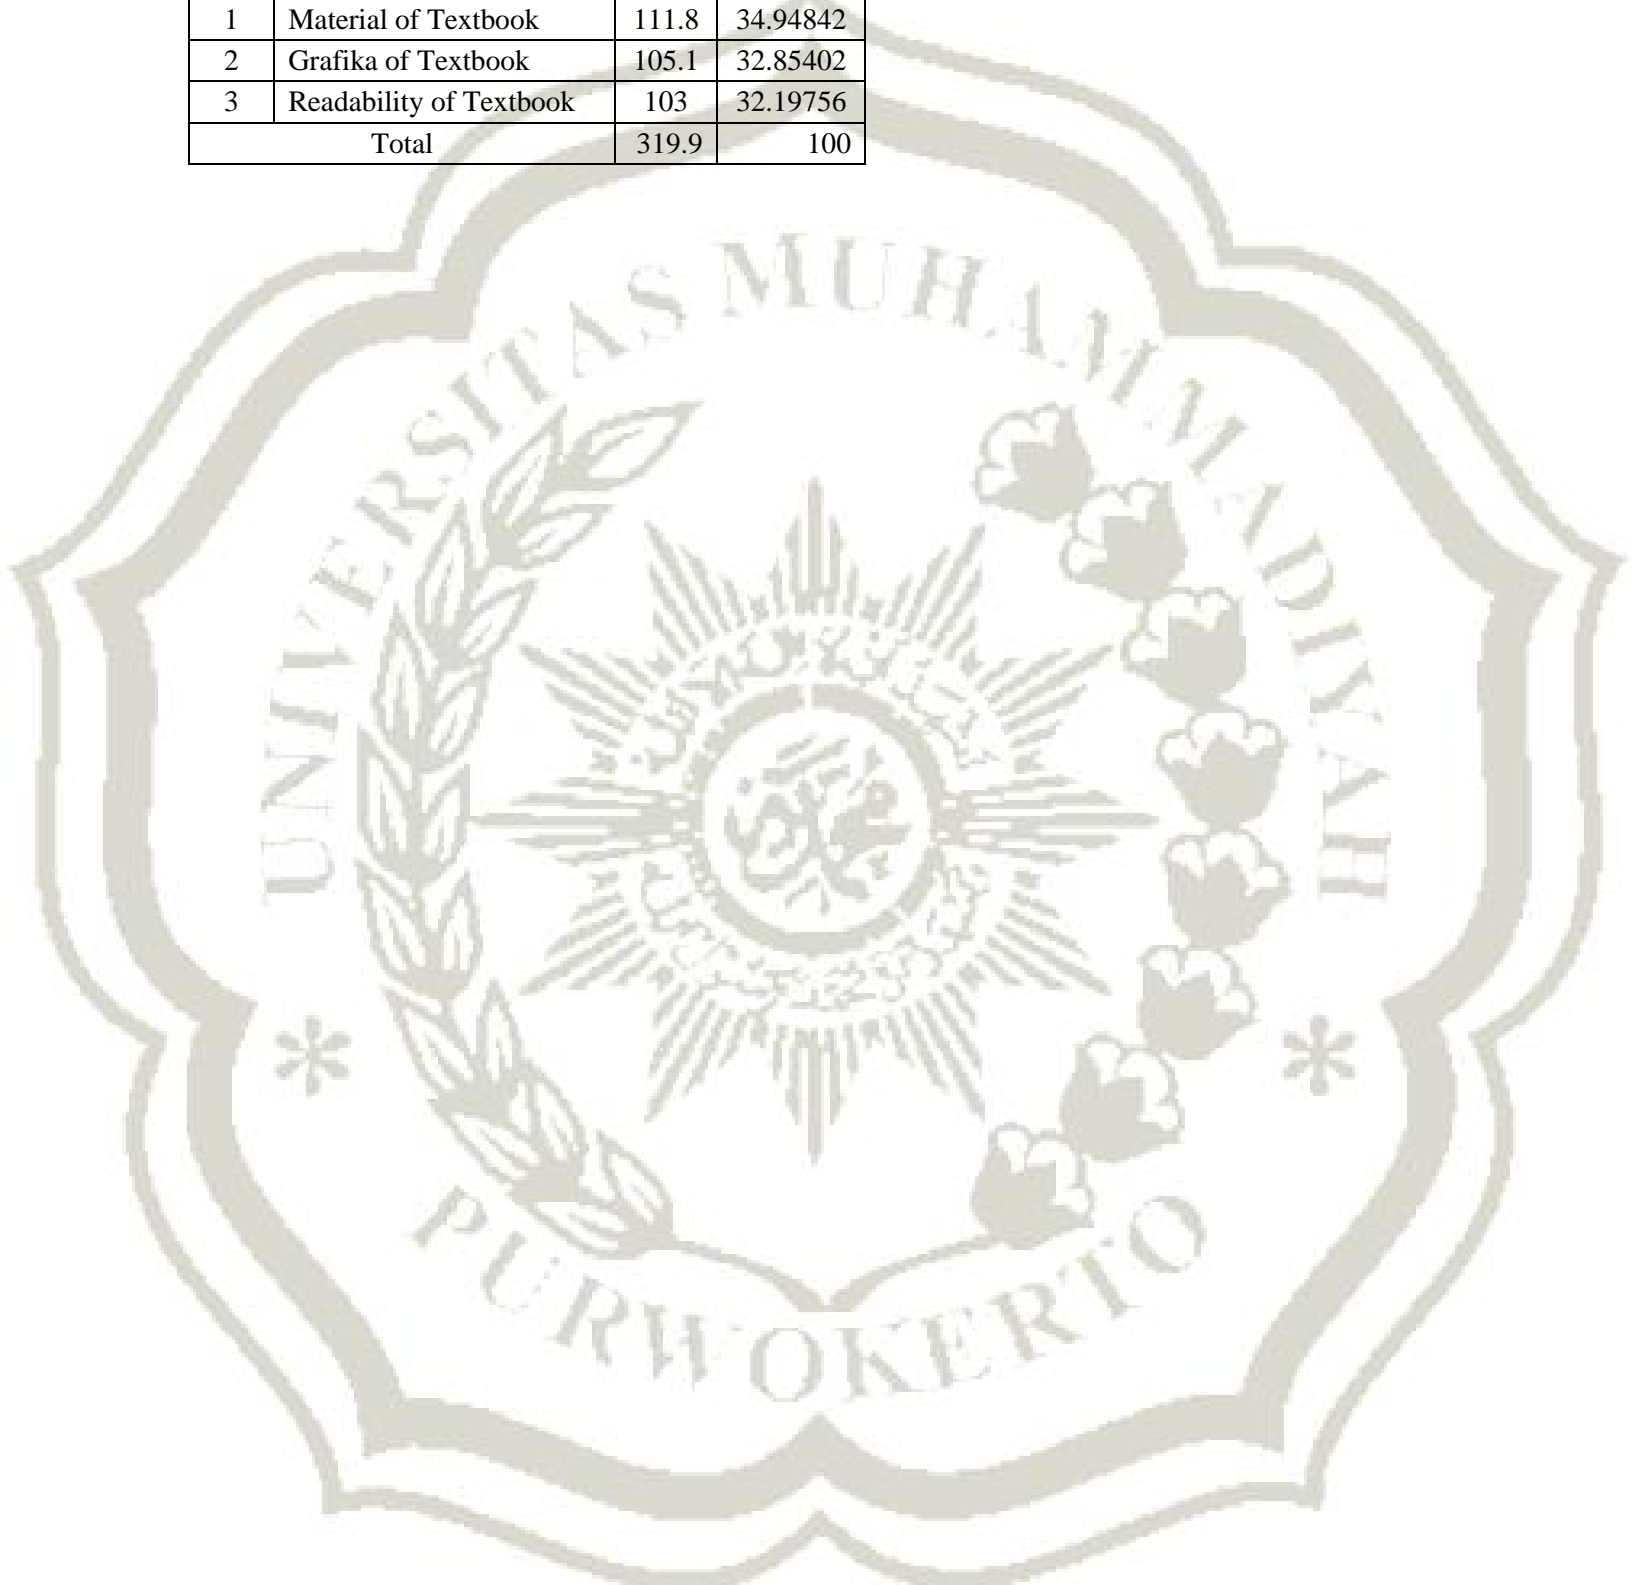 1 Material of Textbook 111.8 34.94842
2 Grafika of Textbook 105.1 32.85402
3 Readability of Textbook 103 32.19756
Total 319.9 100
UNIVERSITAS MUHAMMADIYAH
PURWOKERTO